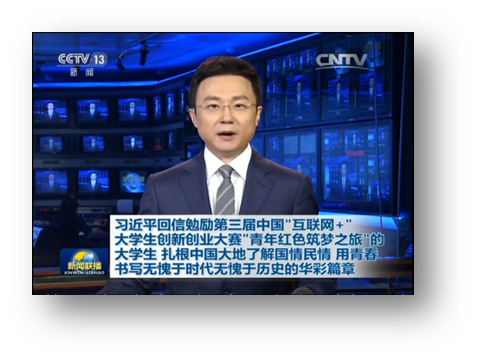 CCTV 13
新闻
CNTV
习近平回信勉励第三届中国"互联网+"
大学生创新创业大赛"青年红色筑梦之旅"的
大学生 扎根中国大地了解国情民情 用青春
书写无愧于时代无愧于历史的华彩篇章
新闻联播
XINWEN LIANBO